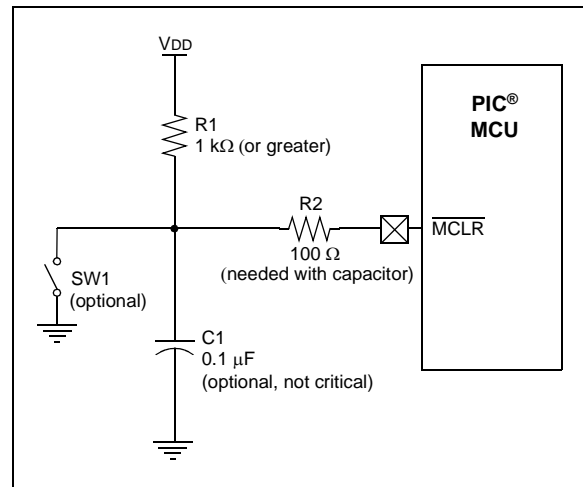 VDD
PIC®
MCU
R1
1 kΩ (or greater)
R2
MCLR
100 Ω
(needed with capacitor)
SW1
(optional)
C1
0.1 μF
(optional, not critical)